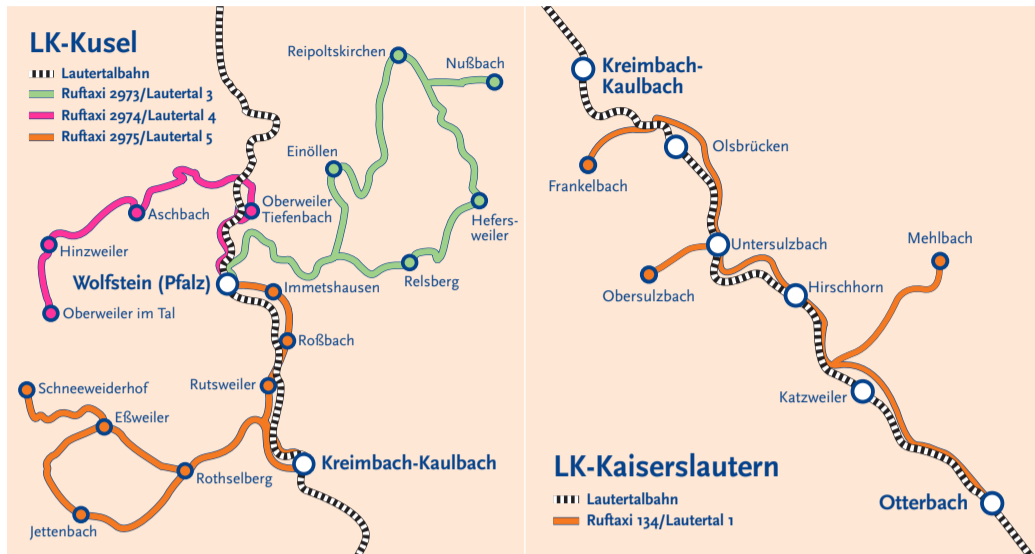 LK-Kusel
Lautertalbahn
Ruftaxi 2973/Lautertal 3
Ruftaxi 2974/Lautertal 4
Ruftaxi 2975/Lautertal 5
Reipoltskirchen
Nußbach
Einöllen
Oberweiler
Tiefenbach
Aschbach
Hefers-
weiler
Hinzweiler
Relsberg
Wolfstein (Pfalz)
Immetshausen
Oberweiler im Tal
Roßbach
Schneeweiderhof
Rutsweiler
Eßweiler
Kreimbach-Kaulbach
Rothselberg
Jettenbach
Kreimbach-
Kaulbach
Olsbrücken
Frankelbach
Untersulzbach
Mehlbach
Obersulzbach
Hirschhorn
Katzweiler
LK-Kaiserslautern
Lautertalbahn
Ruftaxi 134/Lautertal 1
Otterbach